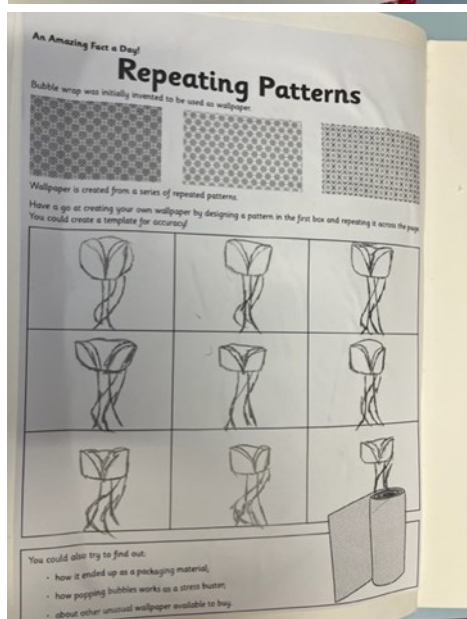 An Amazing Fact a Day!
Repeating Patterns
Bubble wrap was initially invented to be used as wallpaper.
Wallpaper is created from a series of repeated patterns.
Have a go at creating your own wallpaper by designing a pattern in the first box and repeating it across the page.
You could create a template for accuracy!
You could also try to find out:
• how it ended up as a packaging material;
• how popping bubbles works as a stress buster;
• about other unusual wallpaper available to buy.